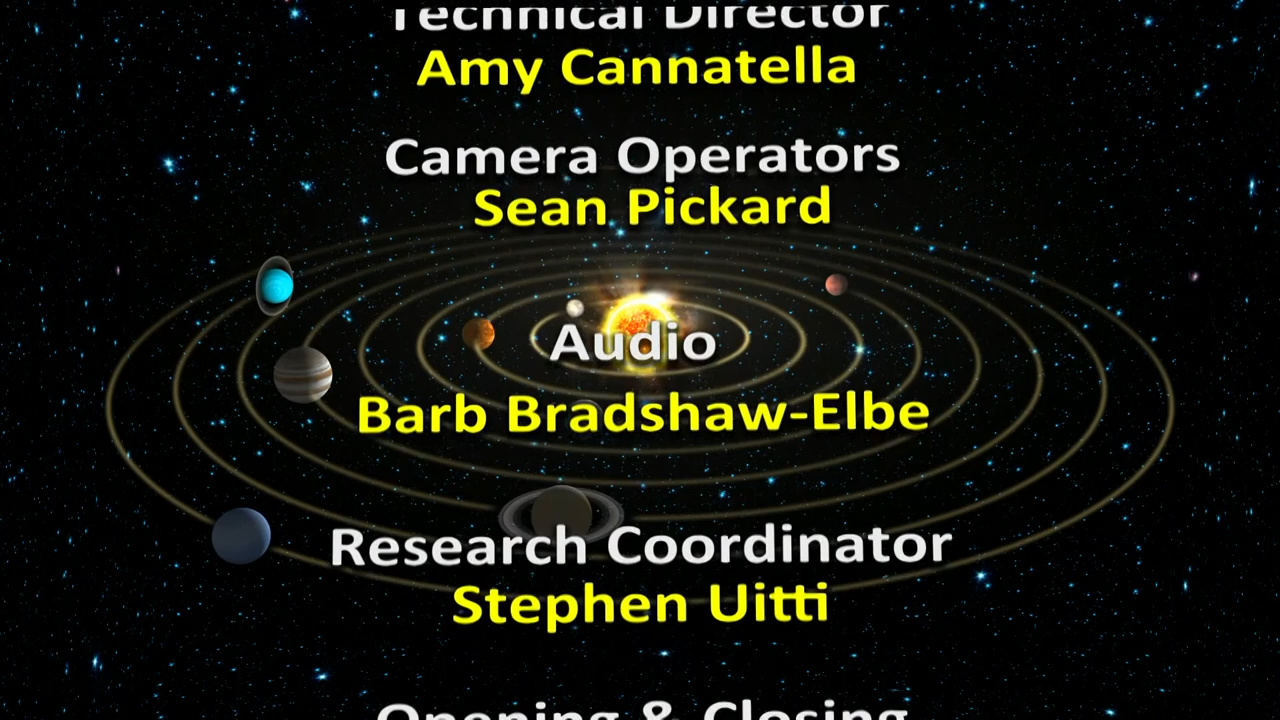 Technical Director
Amy Cannatella
Camera Operators
Sean Pickard
Audio
Barb Bradshaw-Elbe
Research Coordinator
Stephen Uitti
Opening & Closing